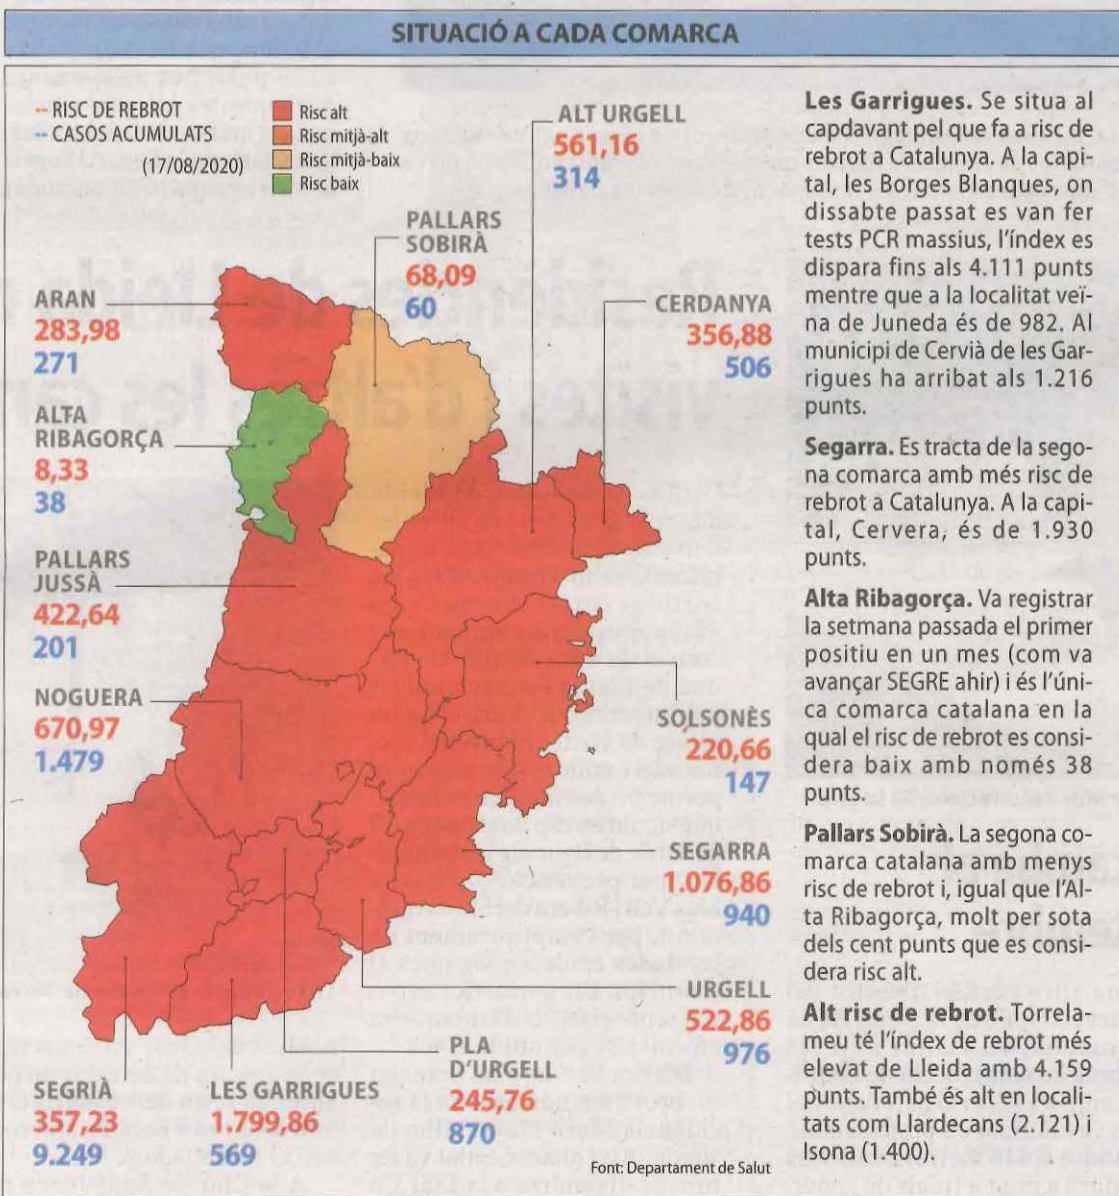 SITUACIÓ A CADA COMARCA
-- RISC DE REBROT
-- CASOS ACUMULATS
(17/08/2020)
Risc alt
Risc mitjà-alt
Risc mitjà-baix
Risc baix
ALT URGELL
561,16
314
PALLARS
SOBIRÀ
68,09
60
ARAN
283,98
271
CERDANYA
356,88
506
ALTA
RIBAGORÇA
8,33
38
PALLARS
JUSSÀ
422,64
201
NOGUERA
670,97
1.479
SOLSONÈS
220,66
147
SEGARRA
1.076,86
940
URGELL
522,86
976
PLA
D'URGELL
245,76
870
SEGRIÀ
357,23
9.249
LES GARRIGUES
1.799,86
569
Font: Departament de Salut
Les Garrigues. Se situa al
capdavant pel que fa a risc de
rebrot a Catalunya. A la capi-
tal, les Borges Blanques, on
dissabte passat es van fer
tests PCR massius, l'índex es
dispara fins als 4.111 punts
mentre que a la localitat veï-
na de Juneda és de 982. Al
municipi de Cervià de les Gar-
rigues ha arribat als 1.216
punts.
Segarra. Es tracta de la sego-
na comarca amb més risc de
rebrot a Catalunya. A la capi-
tal, Cervera, és de 1.930
punts.
Alta Ribagorça. Va registrar
la setmana passada el primer
positiu en un mes (com va
avançar SEGRE ahir) i és l'úni-
ca comarca catalana en la
qual el risc de rebrot es consi-
dera baix amb només 38
punts.
Pallars Sobirà. La segona co-
marca catalana amb menys
risc de rebrot i, igual que l'Al-
ta Ribagorça, molt per sota
dels cent punts que es consi-
dera risc alt.
Alt risc de rebrot. Torrela-
meu té l'índex de rebrot més
elevat de Lleida amb 4.159
punts. També és alt en locali-
tats com Llardecans (2.121) i
Isona (1.400).